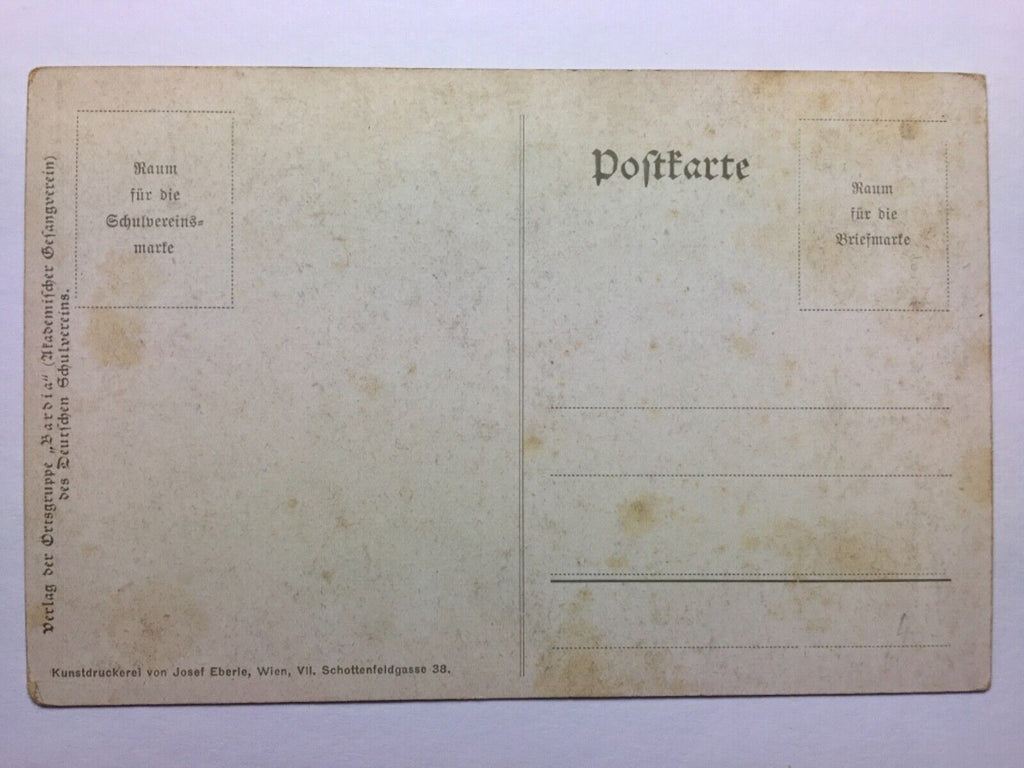 Verlag der Ortsgruppe „Bardia“ (Akademischer Gesangverein)
des Deutschen Schulvereins.
Raum
für die
Schulvereins-
marke
Kunstdruckerei von Josef Eberle, Wien, VII. Schottenfeldgasse 38.
Postkarte
Raum
für die
Briefmarke